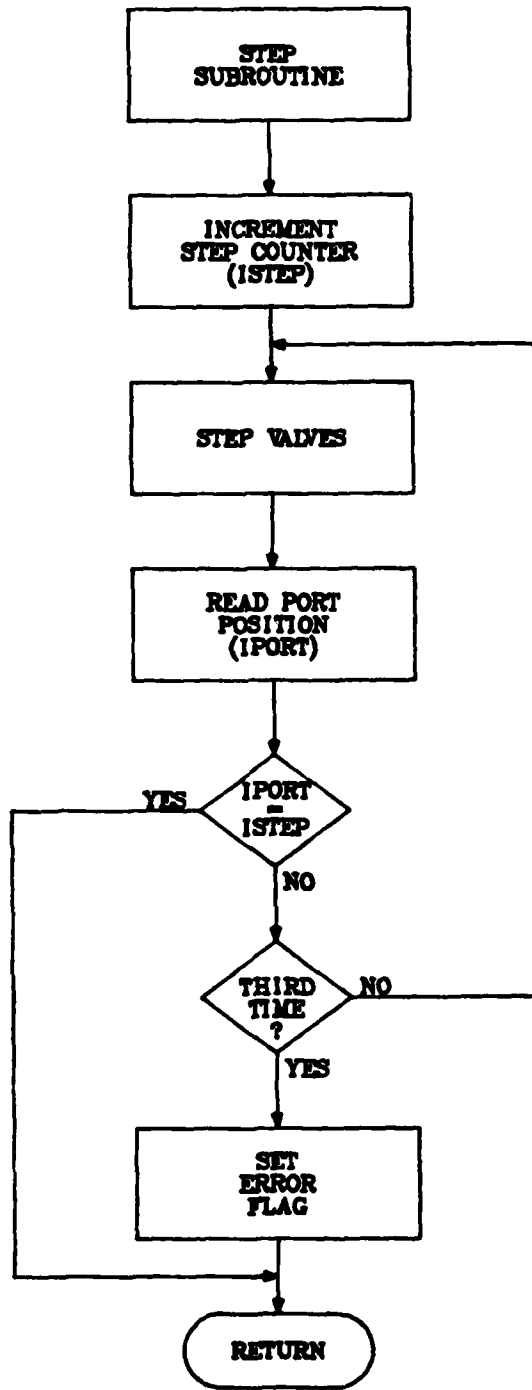 STEP
SUBROUTINE
INCREMENT
STEP COUNTER
(ISTEP)
STEP VALVES
READ PORT
POSITION
(IPORT)
IPORT
=
ISTEP
YES
NO
THIRD
TIME
?
NO
YES
SET
ERROR
FLAG
RETURN